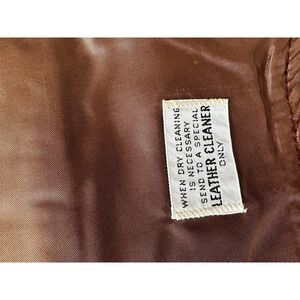 WHEN DRY CLEANING
IS NECESSARY
SEND TO A SPECIAL
LEATHER CLEANER
ONLY